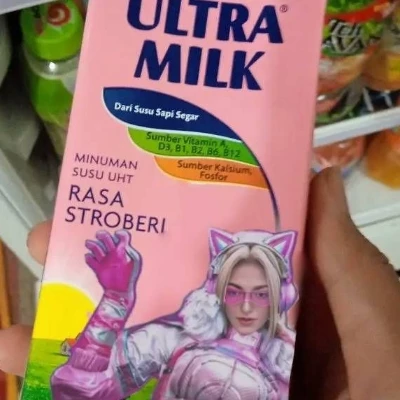 ULTRA®
MILK
Dari Susu Sapi Segar
Sumber Vitamin A,
D3, B1, B2, B6, B12
Sumber Kalsium,
Fosfor
MINUMAN
SUSU UHT
RASA
STROBERI